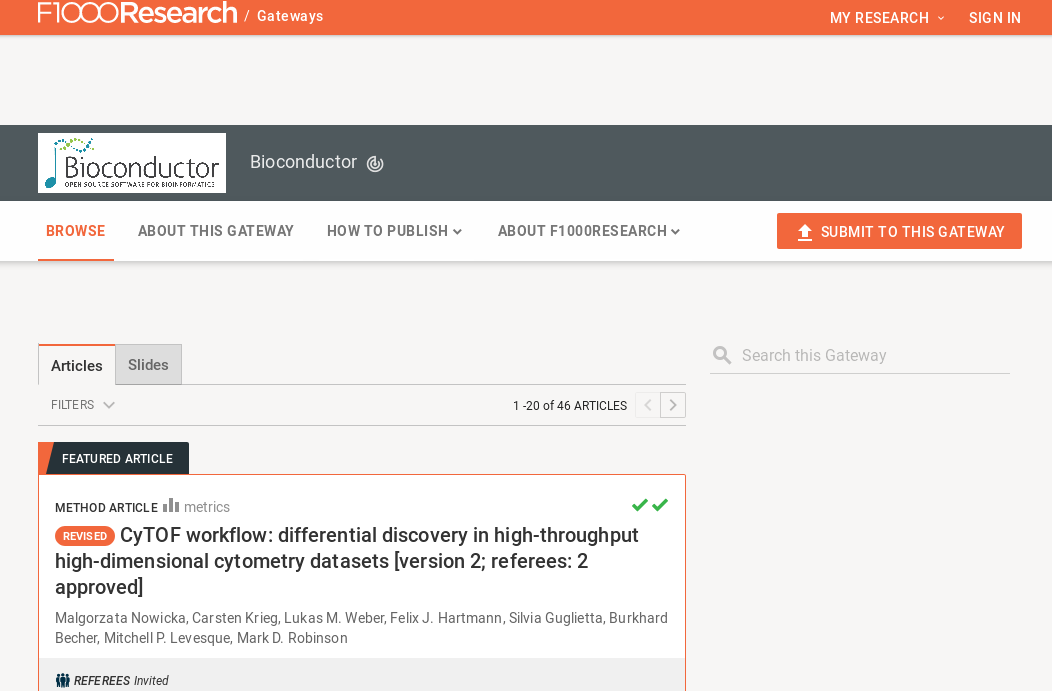 F1000Research / Gateways
MY RESEARCH
SIGN IN
Bioconductor
OPEN SOURCE SOFTWARE FOR BIOINFORMATICS
Bioconductor
BROWSE
ABOUT THIS GATEWAY
HOW TO PUBLISH
ABOUT F1000RESEARCH
SUBMIT TO THIS GATEWAY
Articles
Slides
Search this Gateway
FILTERS
1 -20 of 46 ARTICLES
FEATURED ARTICLE
METHOD ARTICLE metrics
REVISED CyTOF workflow: differential discovery in high-throughput
high-dimensional cytometry datasets [version 2; referees: 2
approved]
Malgorzata Nowicka, Carsten Krieg, Lukas M. Weber, Felix J. Hartmann, Silvia Guglietta, Burkhard
Becher, Mitchell P. Levesque, Mark D. Robinson
REFEREES Invited